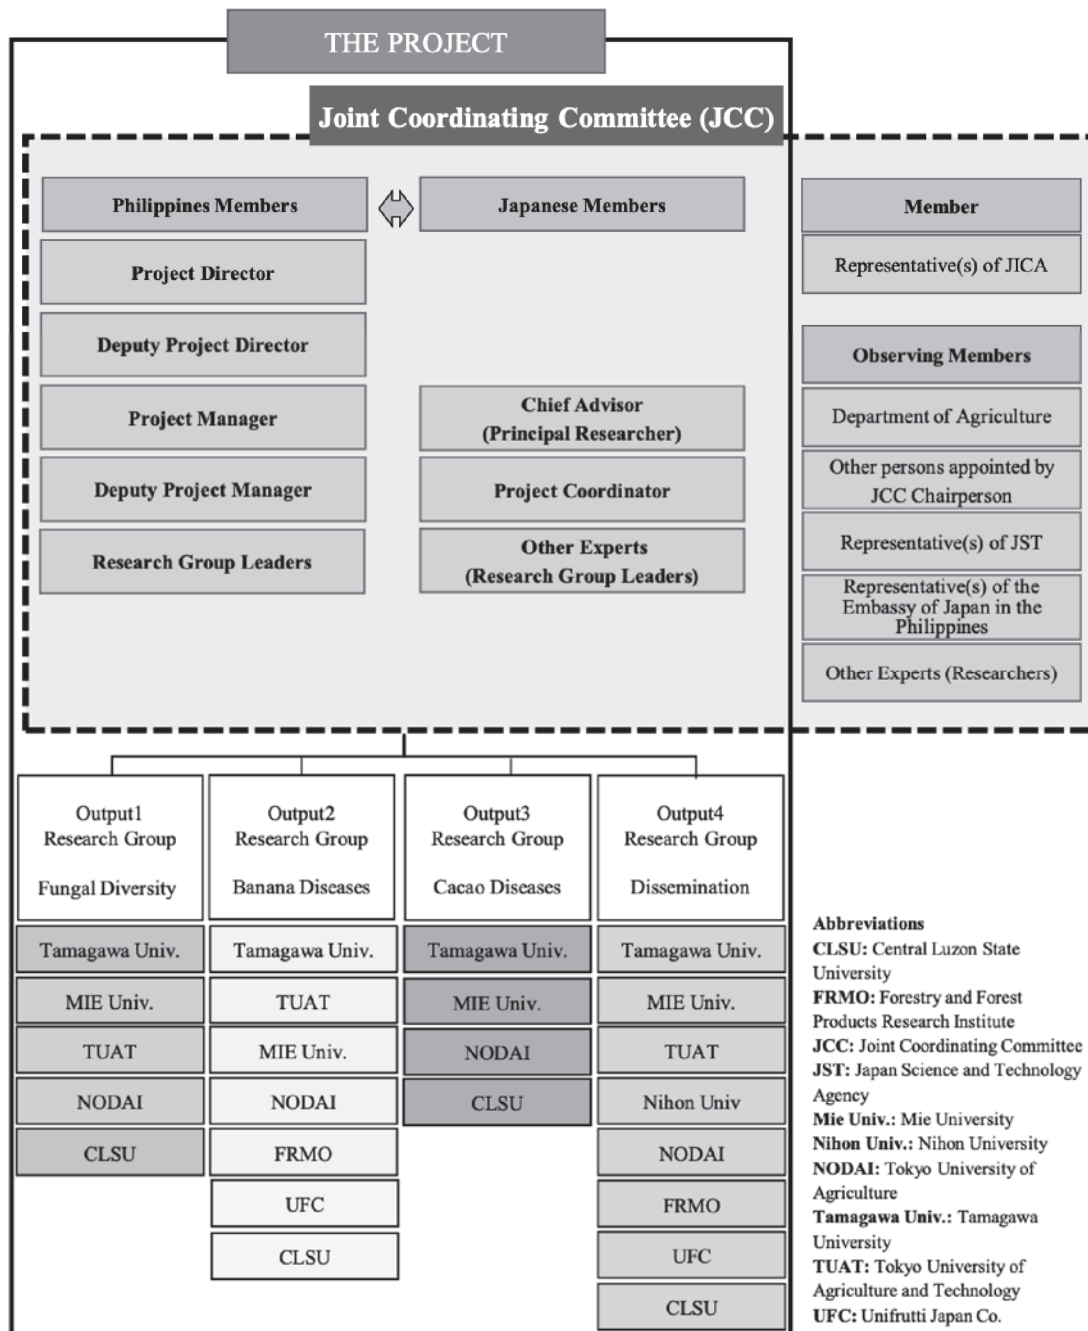 THE PROJECT
Joint Coordinating Committee (JCC)
Philippines Members
Project Director
Deputy Project Director
Project Manager
Deputy Project Manager
Research Group Leaders
Japanese Members
Chief Advisor
(Principal Researcher)
Project Coordinator
Other Experts
(Research Group Leaders)
Member
Representative(s) of JICA
Observing Members
Department of Agriculture
Other persons appointed by
JCC Chairperson
Representative(s) of JST
Representative(s) of the
Embassy of Japan in the
Philippines
Other Experts (Researchers)
Output1
Research Group
Fungal Diversity
Tamagawa Univ.
MIE Univ.
TUAT
NODAI
CLSU
Output2
Research Group
Banana Diseases
Tamagawa Univ.
TUAT
MIE Univ.
NODAI
FRMO
UFC
CLSU
Output3
Research Group
Cacao Diseases
Tamagawa Univ.
MIE Univ.
NODAI
CLSU
Output4
Research Group
Dissemination
Tamagawa Univ.
MIE Univ.
TUAT
Nihon Univ
NODAI
FRMO
UFC
CLSU
Abbreviations
CLSU: Central Luzon State
University
FRMO: Forestry and Forest
Products Research Institute
JCC: Joint Coordinating Committee
JST: Japan Science and Technology
Agency
Mie Univ.: Mie University
Nihon Univ.: Nihon University
NODAI: Tokyo University of
Agriculture
Tamagawa Univ.: Tamagawa
University
TUAT: Tokyo University of
Agriculture and Technology
UFC: Unifrutti Japan Co.